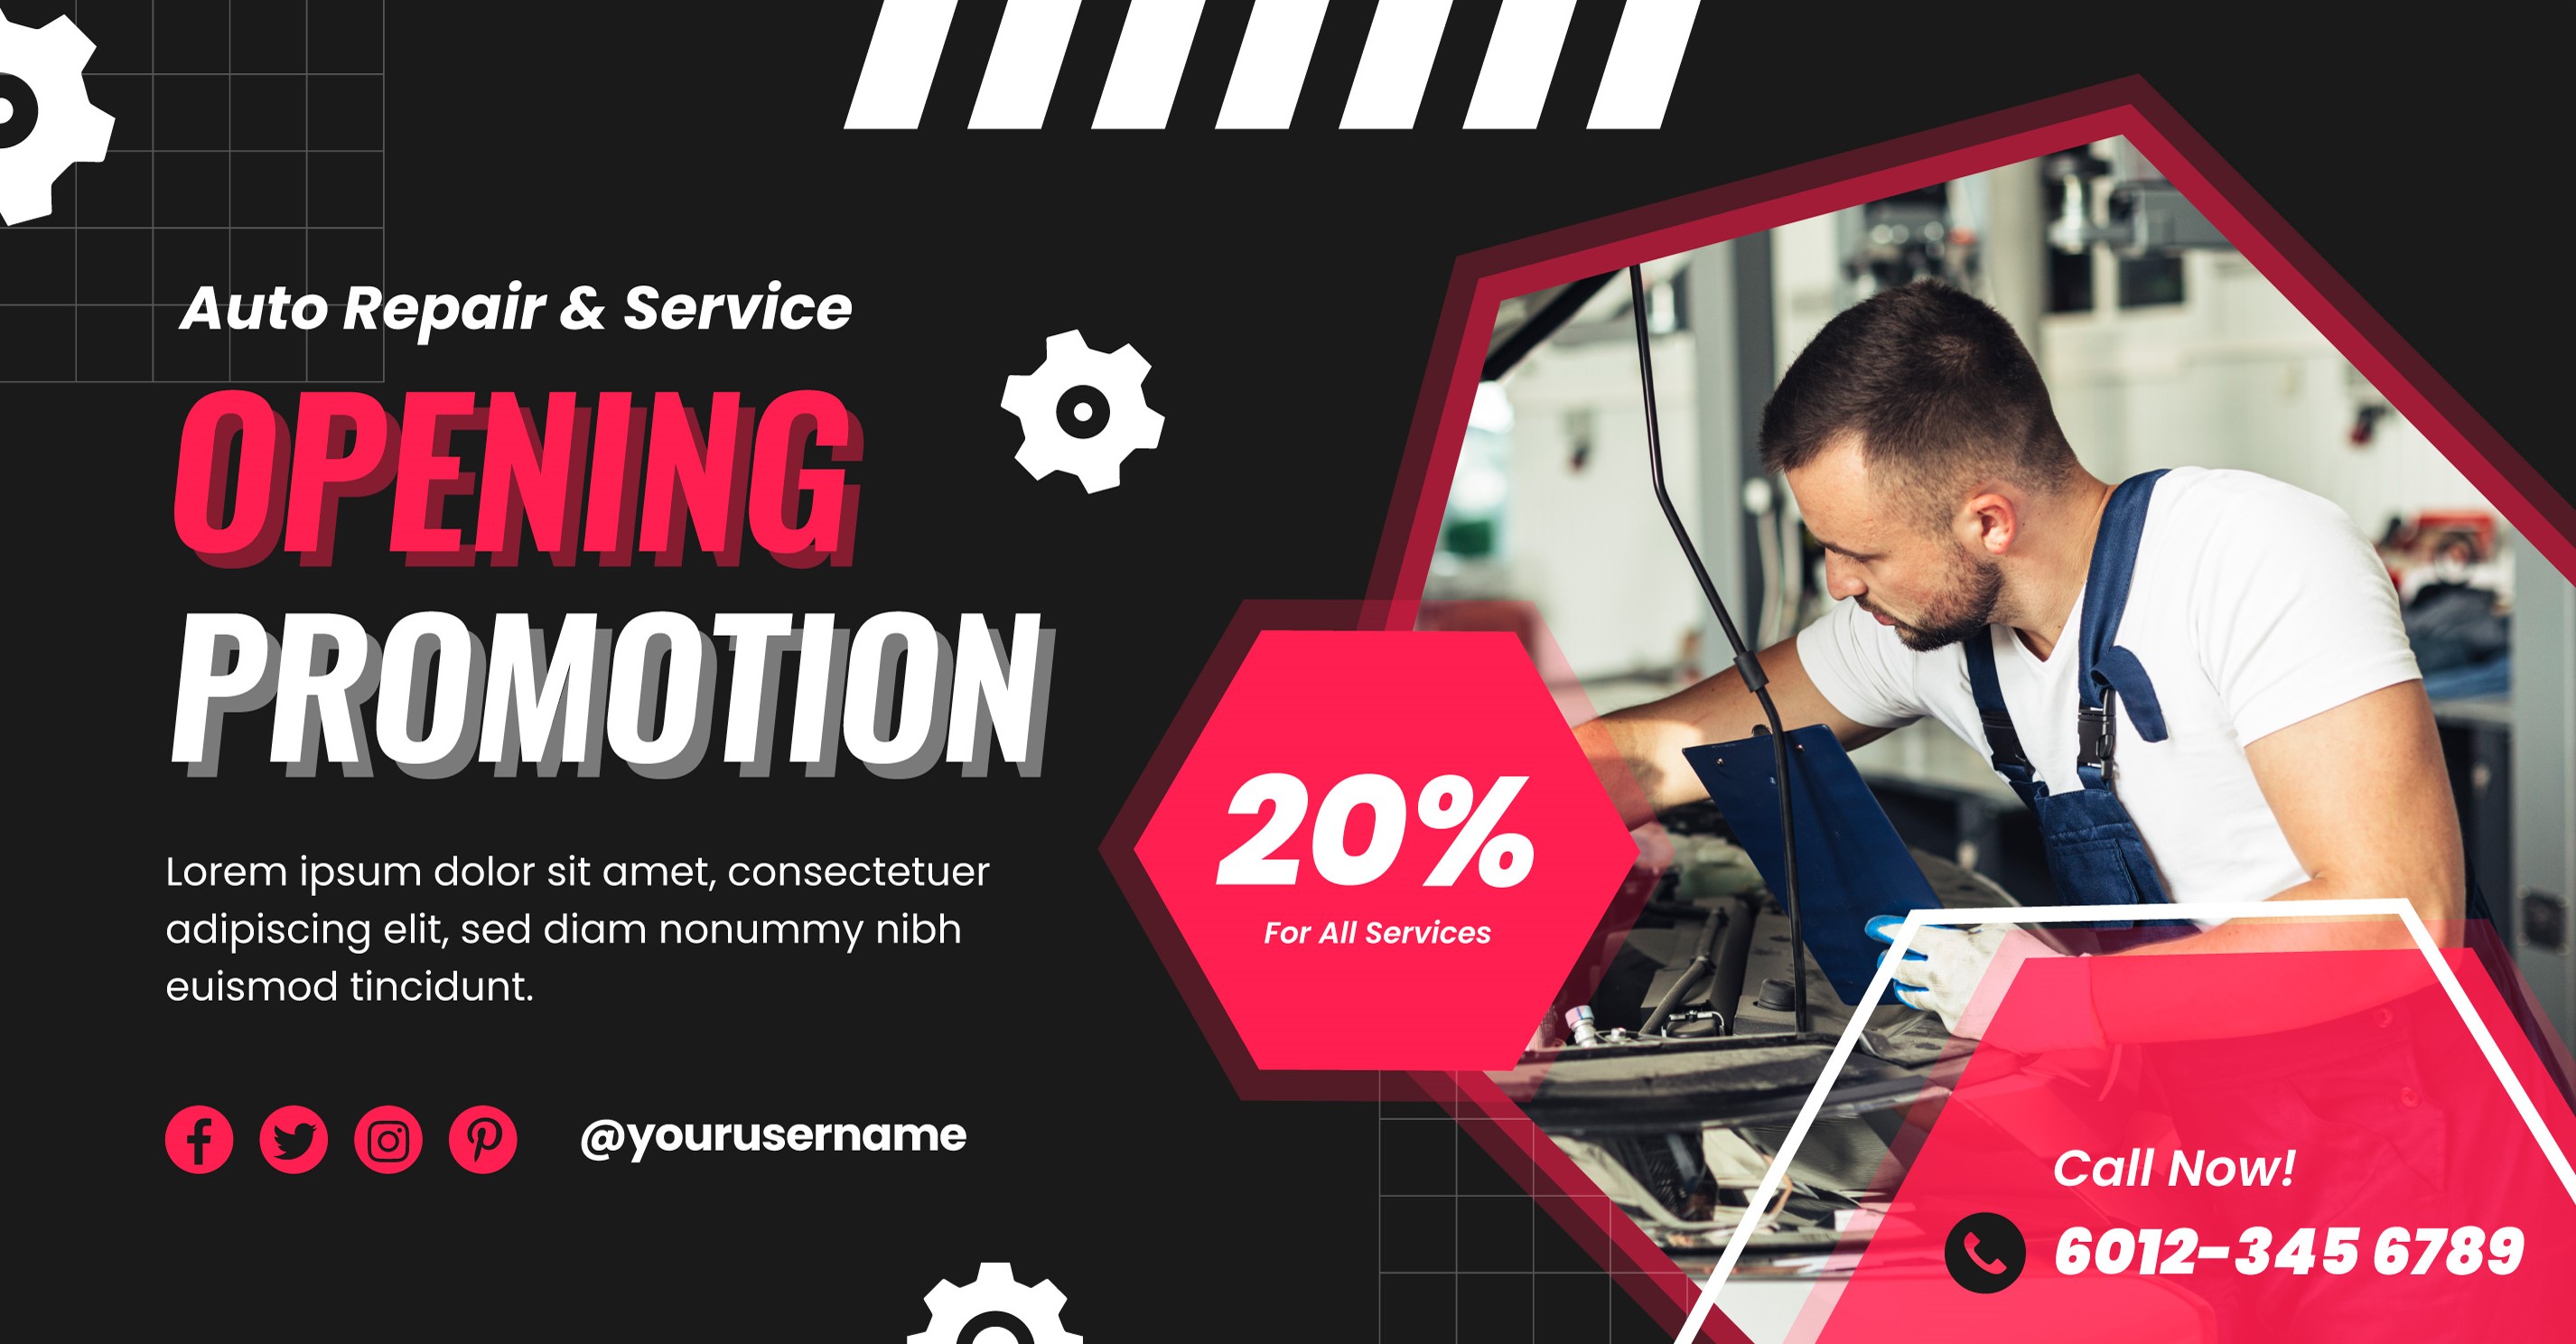 Auto Repair & Service
OPENING
PROMOTION
Lorem ipsum dolor sit amet, consectetuer
adipiscing elit, sed diam nonummy nibh
euismod tincidunt.
@yourusername
20%
For All Services
Call Now!
6012-345 6789